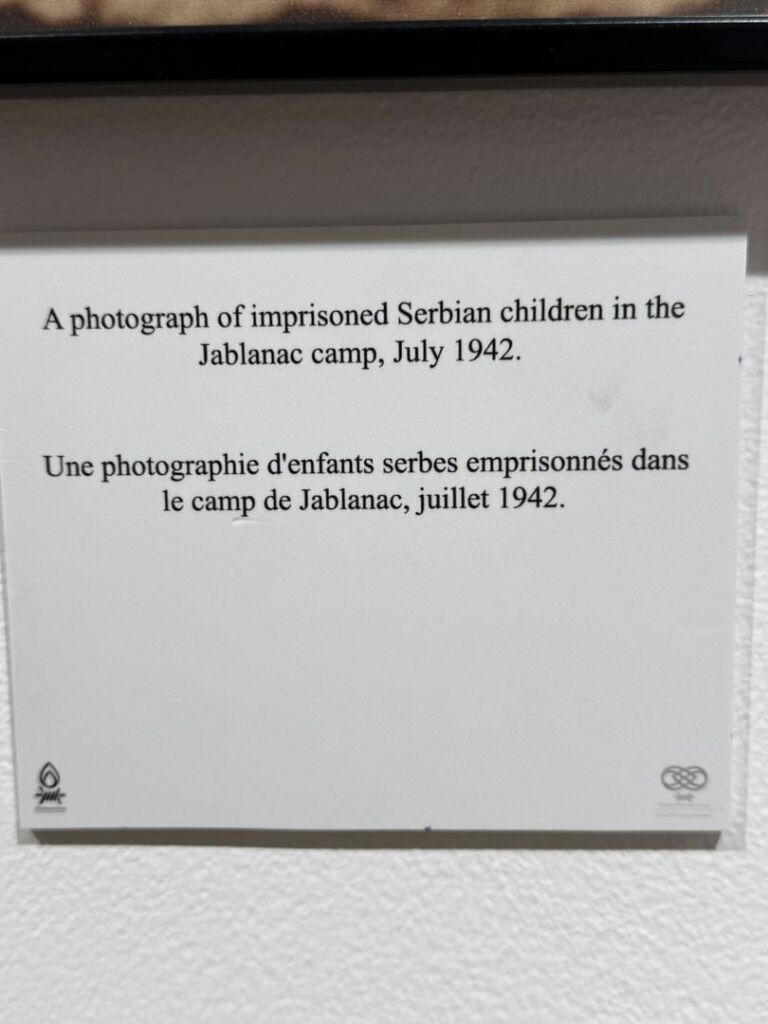 A photograph of imprisoned Serbian children in the
Jablanac camp, July 1942.
Une photographie d'enfants serbes emprisonnés dans
le camp de Jablanac, juillet 1942.